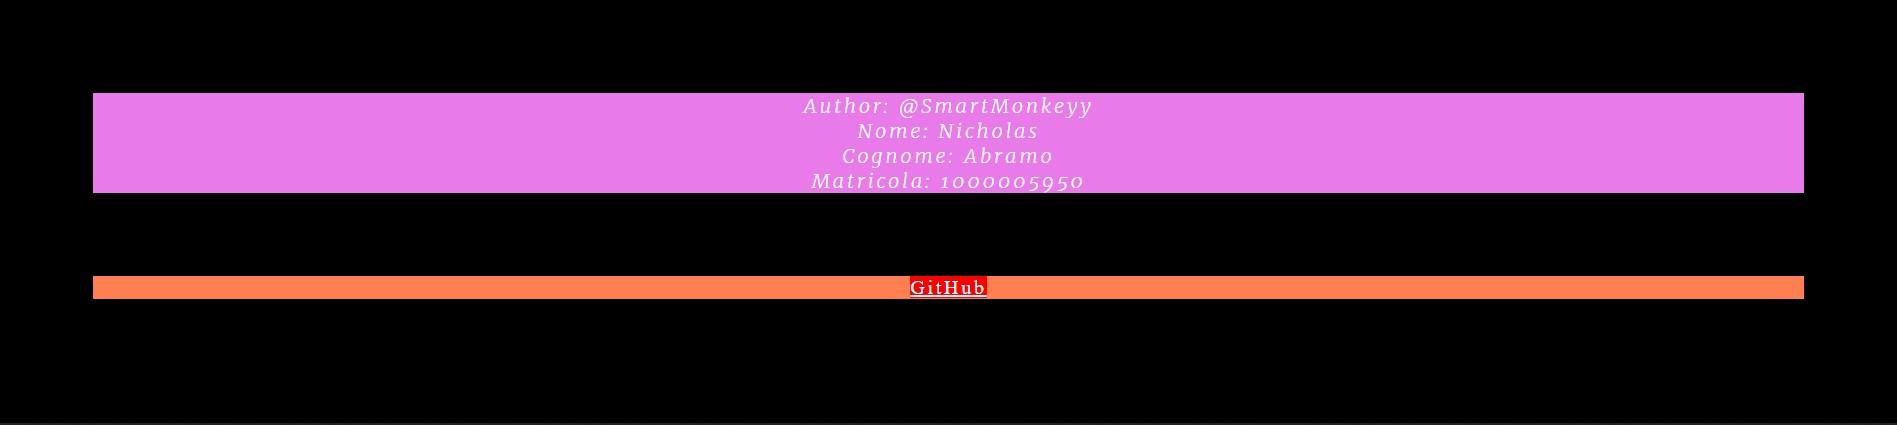 Author: @SmartMonkeyy
Nome: Nicholas
Cognome: Abramo
Matricola: 1000005950
GitHub